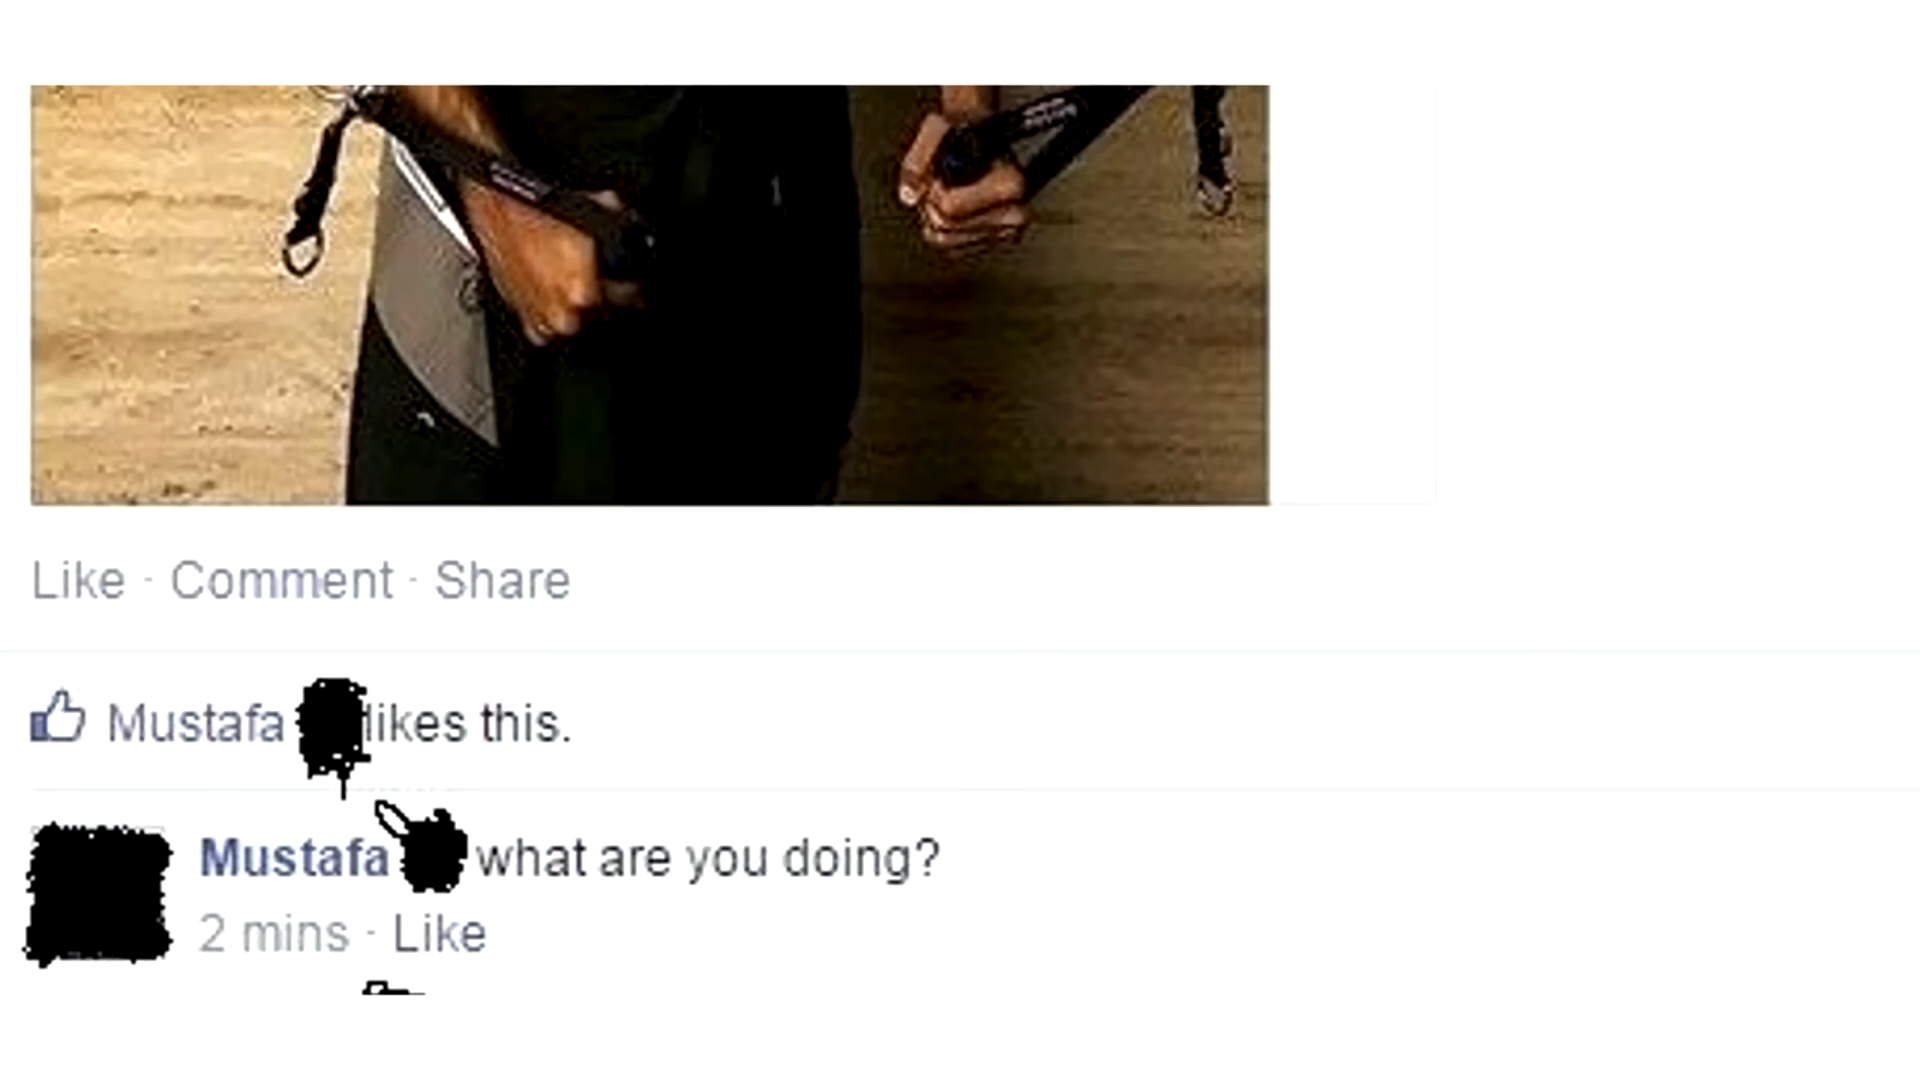 Like · Comment · Share
Mustafa likes this.
Mustafa what are you doing?
2 mins · Like